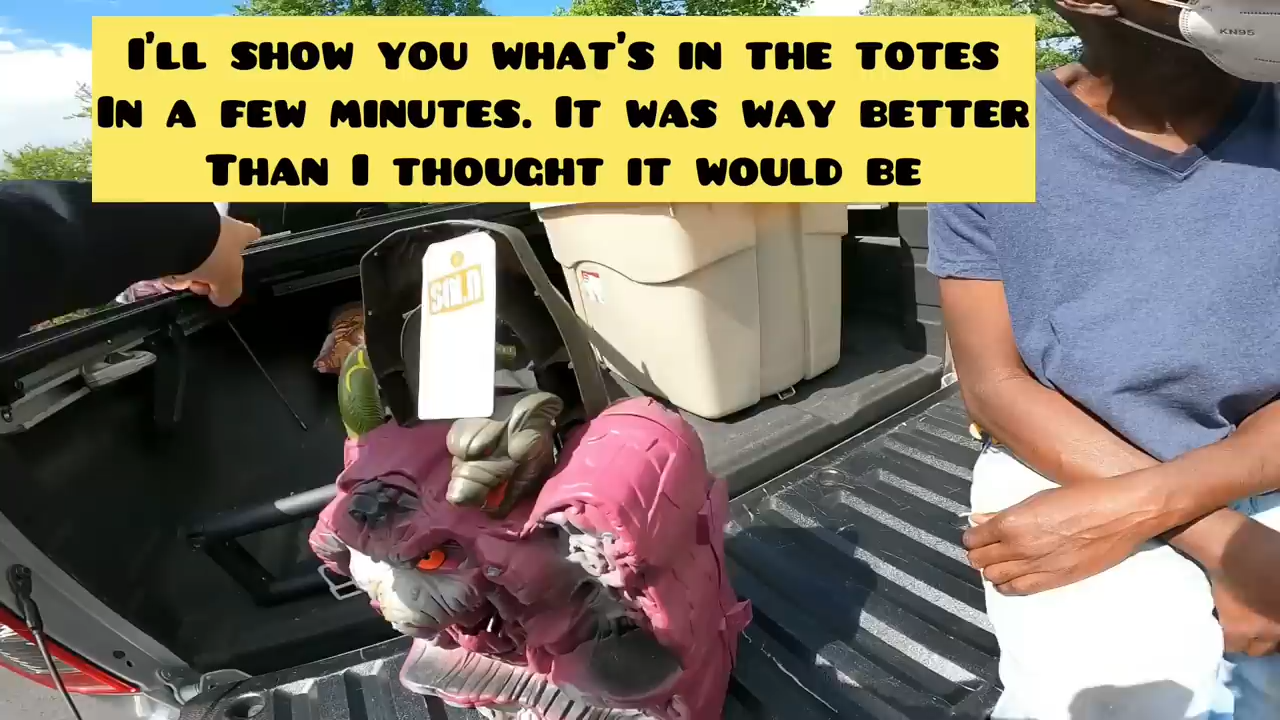 I'll show you what's in the totes
In a few minutes. It was way better
Than I thought it would be
KN95
SOLD